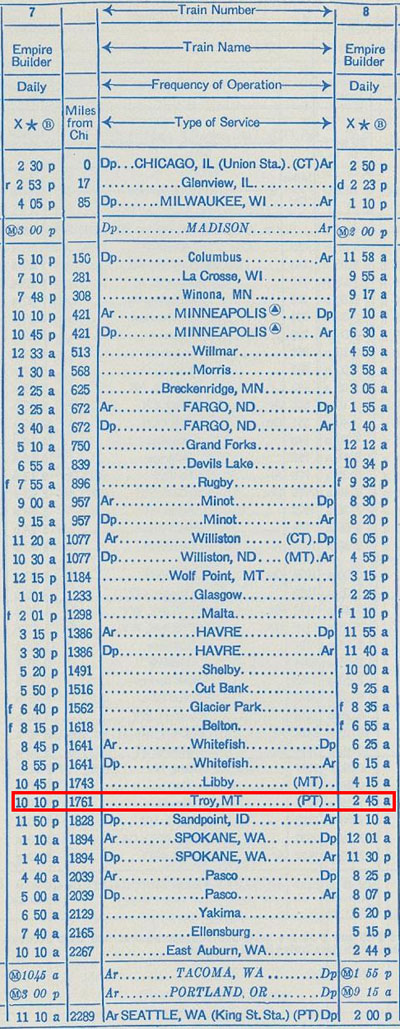 7 Train Number 8
Empire Builder Train Name Empire Builder
Daily Frequency of Operation Daily
X ★ Ⓑ Miles from Chi Type of Service X ★ Ⓑ
2 30 p 0 Dp...CHICAGO, IL (Union Sta.).(CT)Ar 2 50 p
r 2 53 p 17 Glenview, IL d 2 23 p
4 05 p 85 Dp MILWAUKEE, WI Ar 1 10 p
Ⓜ3 00 p Dp MADISON Ar Ⓜ2 00 p
5 10 p 150 Dp Columbus Ar 11 58 a
7 10 p 281 La Crosse, WI 9 55 a
7 48 p 308 Winona, MN 9 17 a
10 10 p 421 Ar MINNEAPOLIS Dp 7 10 a
10 45 p 421 Dp MINNEAPOLIS Ar 6 30 a
12 33 a 513 Willmar 4 59 a
1 30 a 568 Morris 3 58 a
2 25 a 625 Breckenridge, MN 3 05 a
3 25 a 672 Ar FARGO, ND Dp 1 55 a
3 40 a 672 Dp FARGO, ND Ar 1 40 a
5 10 a 750 Grand Forks 12 12 a
6 55 a 839 Devils Lake 10 34 p
f 7 55 a 896 Rugby f 9 32 p
9 00 a 957 Ar Minot Dp 8 30 p
9 15 a 957 Dp Minot Ar 8 20 p
11 20 a 1077 Ar Williston (CT).Dp 6 05 p
10 30 a 1077 Dp Williston, ND (MT).Ar 4 55 p
12 15 p 1184 Wolf Point, MT 3 15 p
1 01 p 1233 Glasgow 2 25 p
f 2 01 p 1298 Malta f 1 10 p
3 15 p 1386 Ar HAVRE Dp 11 55 a
3 30 p 1386 Dp HAVRE Ar 11 40 a
5 20 p 1491 Shelby 10 00 a
5 50 p 1516 Cut Bank 9 25 a
f 6 40 p 1562 Glacier Park f 8 35 a
f 8 15 p 1618 Belton f 6 55 a
8 45 p 1641 Ar Whitefish Dp 6 25 a
8 55 p 1641 Dp Whitefish Ar 6 15 a
10 45 p 1743 Libby (MT) 4 15 a
10 10 p 1761 Troy, MT (PT) 2 45 a
11 50 p 1828 Dp Sandpoint, ID Ar 1 10 a
1 10 a 1894 Ar SPOKANE, WA Dp 12 01 a
1 40 a 1894 Dp SPOKANE, WA Ar 11 30 p
4 40 a 2039 Ar Pasco Dp 8 25 p
5 00 a 2039 Dp Pasco Ar 8 07 p
6 50 a 2129 Yakima 6 20 p
7 40 a 2165 Ellensburg 5 15 p
10 10 a 2267 East Auburn, WA 2 44 p
Ⓜ1045 a Ar TACOMA, WA Dp Ⓜ1 55 p
Ⓜ3 00 p Ar PORTLAND, OR Dp Ⓜ9 15 a
11 10 a 2289 Ar SEATTLE, WA (King St. Sta.) (PT) Dp 2 00 p